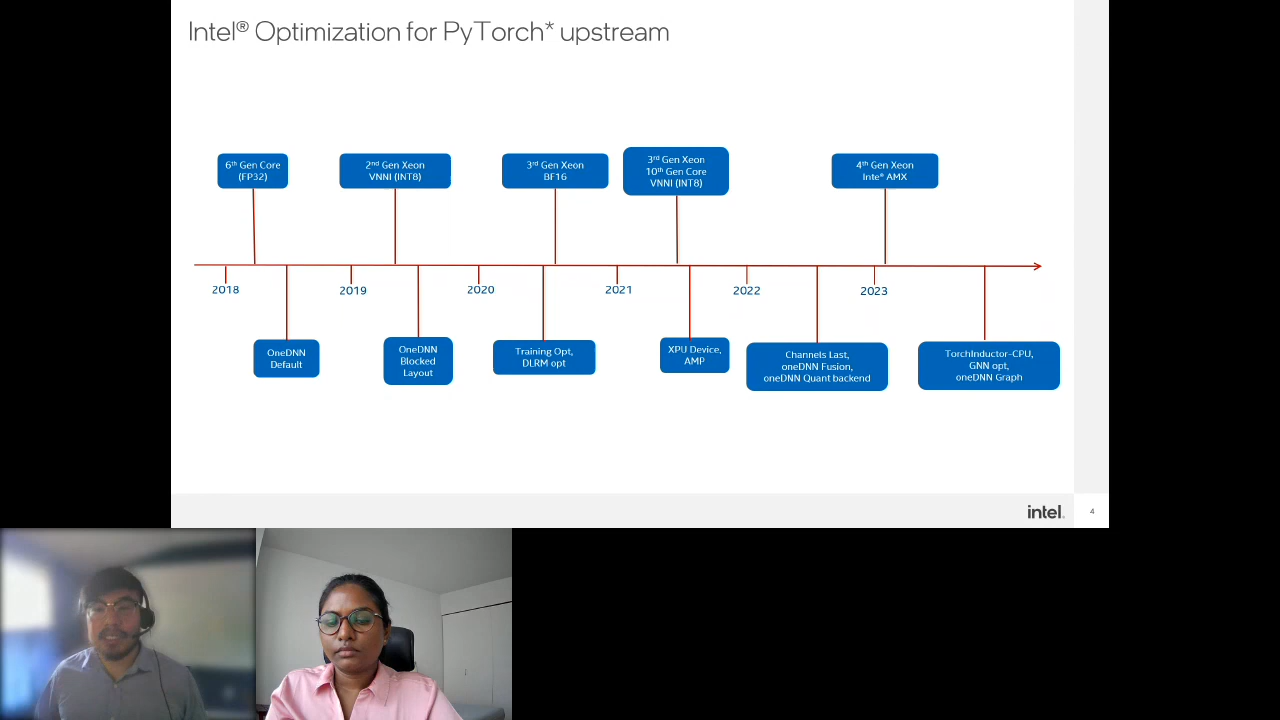 Intel® Optimization for PyTorch* upstream
6th Gen Core
(FP32)
2nd Gen Xeon
VNNI (INT8)
3rd Gen Xeon
BF16
3rd Gen Xeon
10th Gen Core
VNNI (INT8)
4th Gen Xeon
Inte® AMX
2018
2019
2020
2021
2022
2023
OneDNN
Default
OneDNN
Blocked
Layout
Training Opt,
DLRM opt
XPU Device,
AMP
Channels Last,
oneDNN Fusion,
oneDNN Quant backend
TorchInductor-CPU,
GNN opt,
oneDNN Graph
intel.
4